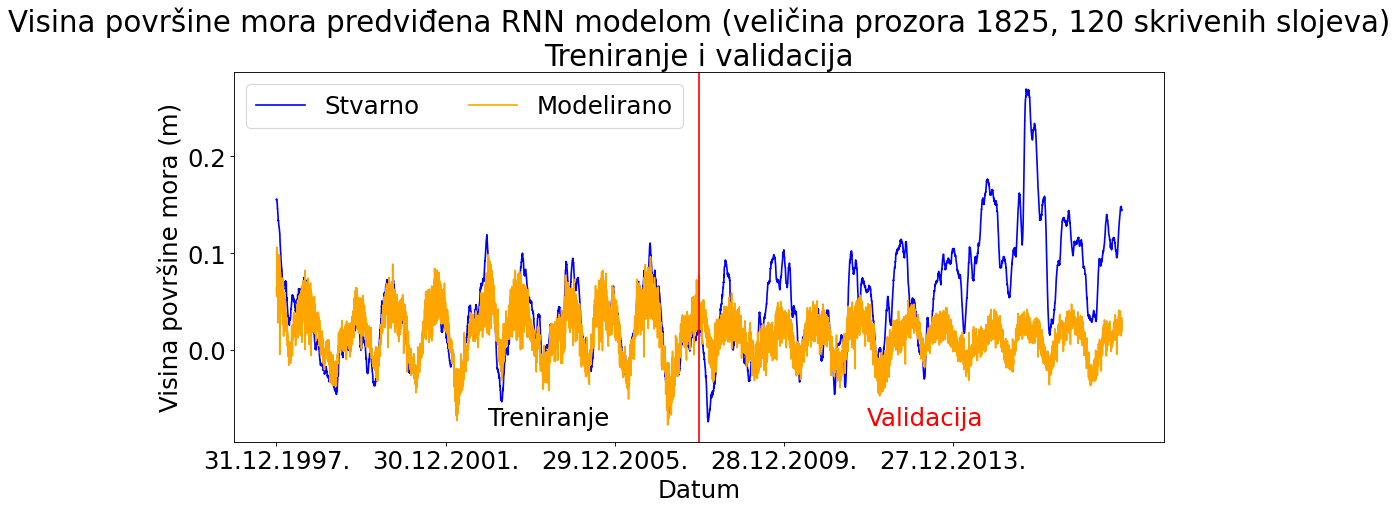 Visina površine mora predviđena RNN modelom (veličina prozora 1825, 120 skrivenih slojeva)
Treniranje i validacija
Stvarno
Modelirano
Visina površine mora (m)
0.2
0.1
0.0
Treniranje
Validacija
31.12.1997.
30.12.2001.
29.12.2005.
28.12.2009.
27.12.2013.
Datum